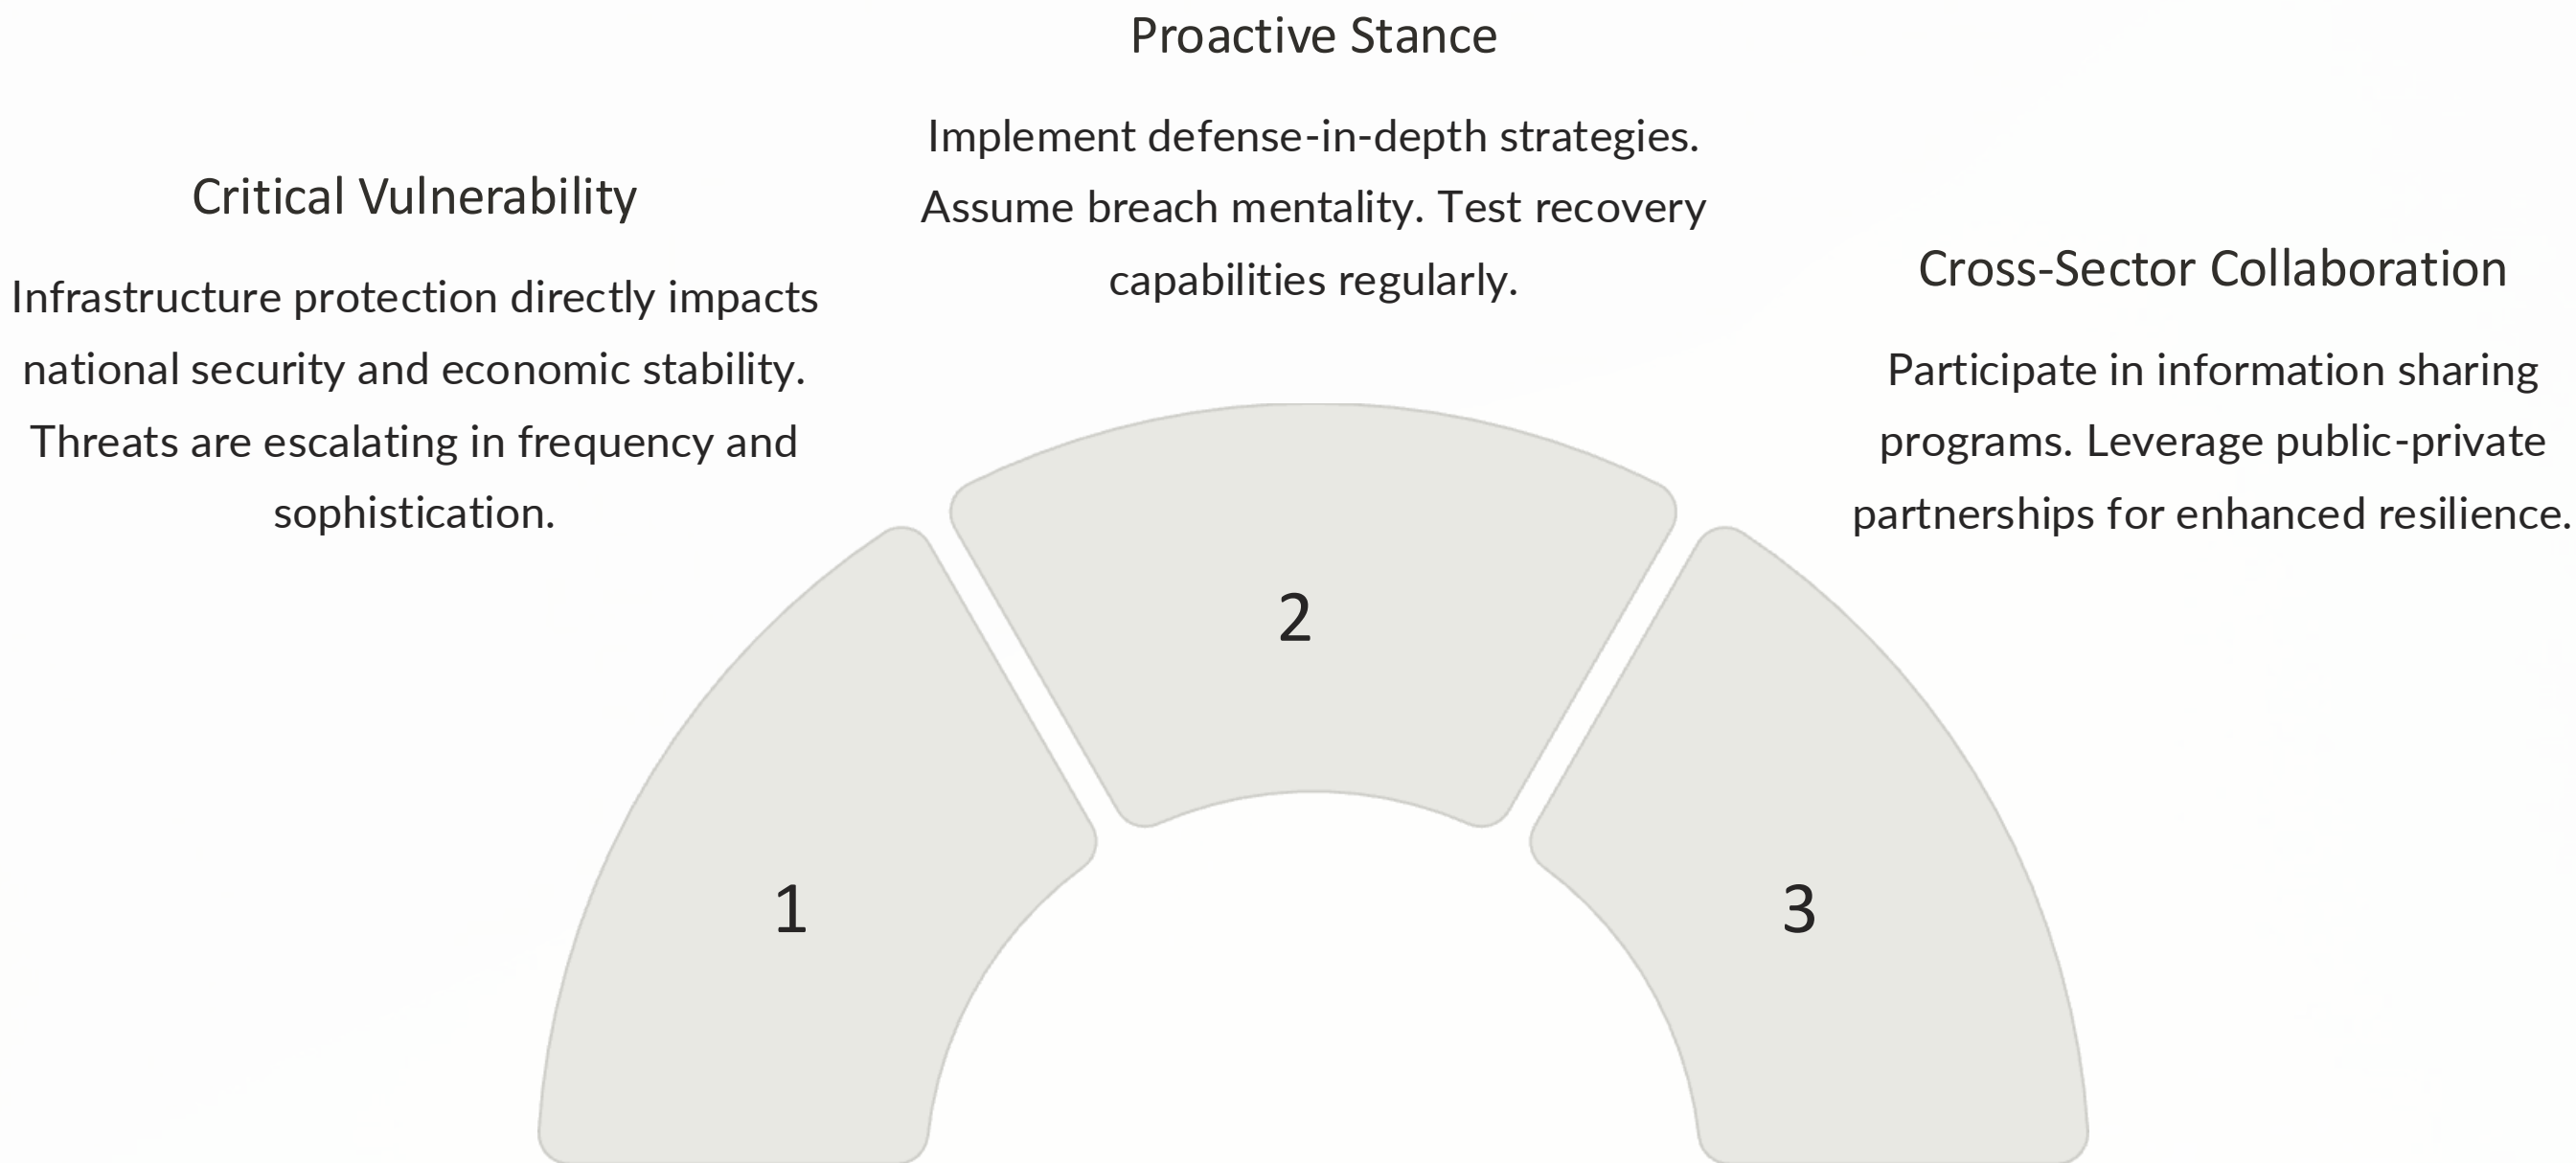 Critical Vulnerability
Infrastructure protection directly impacts
national security and economic stability.
Threats are escalating in frequency and
sophistication.
Proactive Stance
Implement defense-in-depth strategies.
Assume breach mentality. Test recovery
capabilities regularly.
Cross-Sector Collaboration
Participate in information sharing
programs. Leverage public-private
partnerships for enhanced resilience.
1
2
3